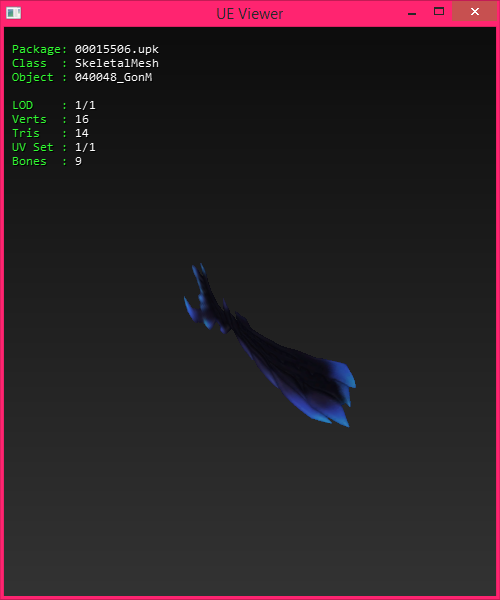 UE Viewer
Package: 00015506.upk
Class  : SkeletalMesh
Object : 040048_GonM
LOD    : 1/1
Verts  : 16
Tris   : 14
UV Set : 1/1
Bones  : 9